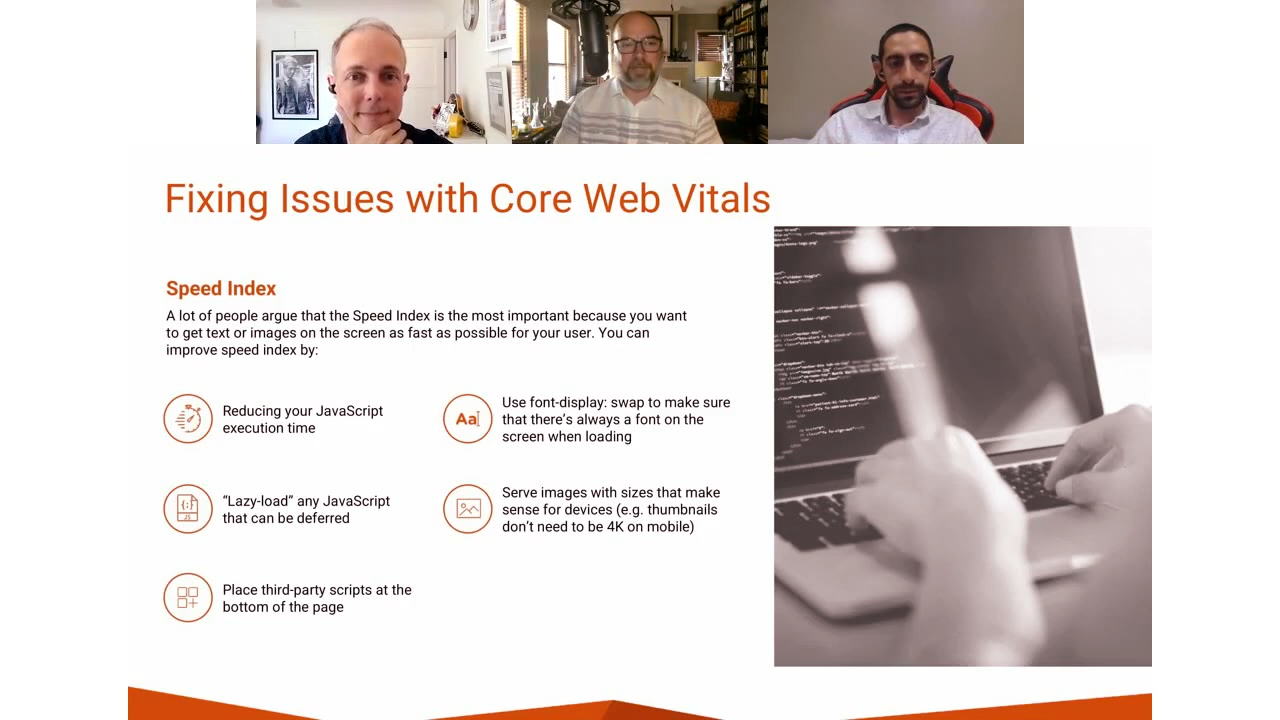 Fixing Issues with Core Web Vitals
Speed Index
A lot of people argue that the Speed Index is the most important because you want
to get text or images on the screen as fast as possible for your user. You can
improve speed index by:
Reducing your JavaScript
execution time
Aa
Use font-display: swap to make sure
that there’s always a font on the
screen when loading
{;}
JS
“Lazy-load” any JavaScript
that can be deferred
Serve images with sizes that make
sense for devices (e.g. thumbnails
don’t need to be 4K on mobile)
Place third-party scripts at the
bottom of the page